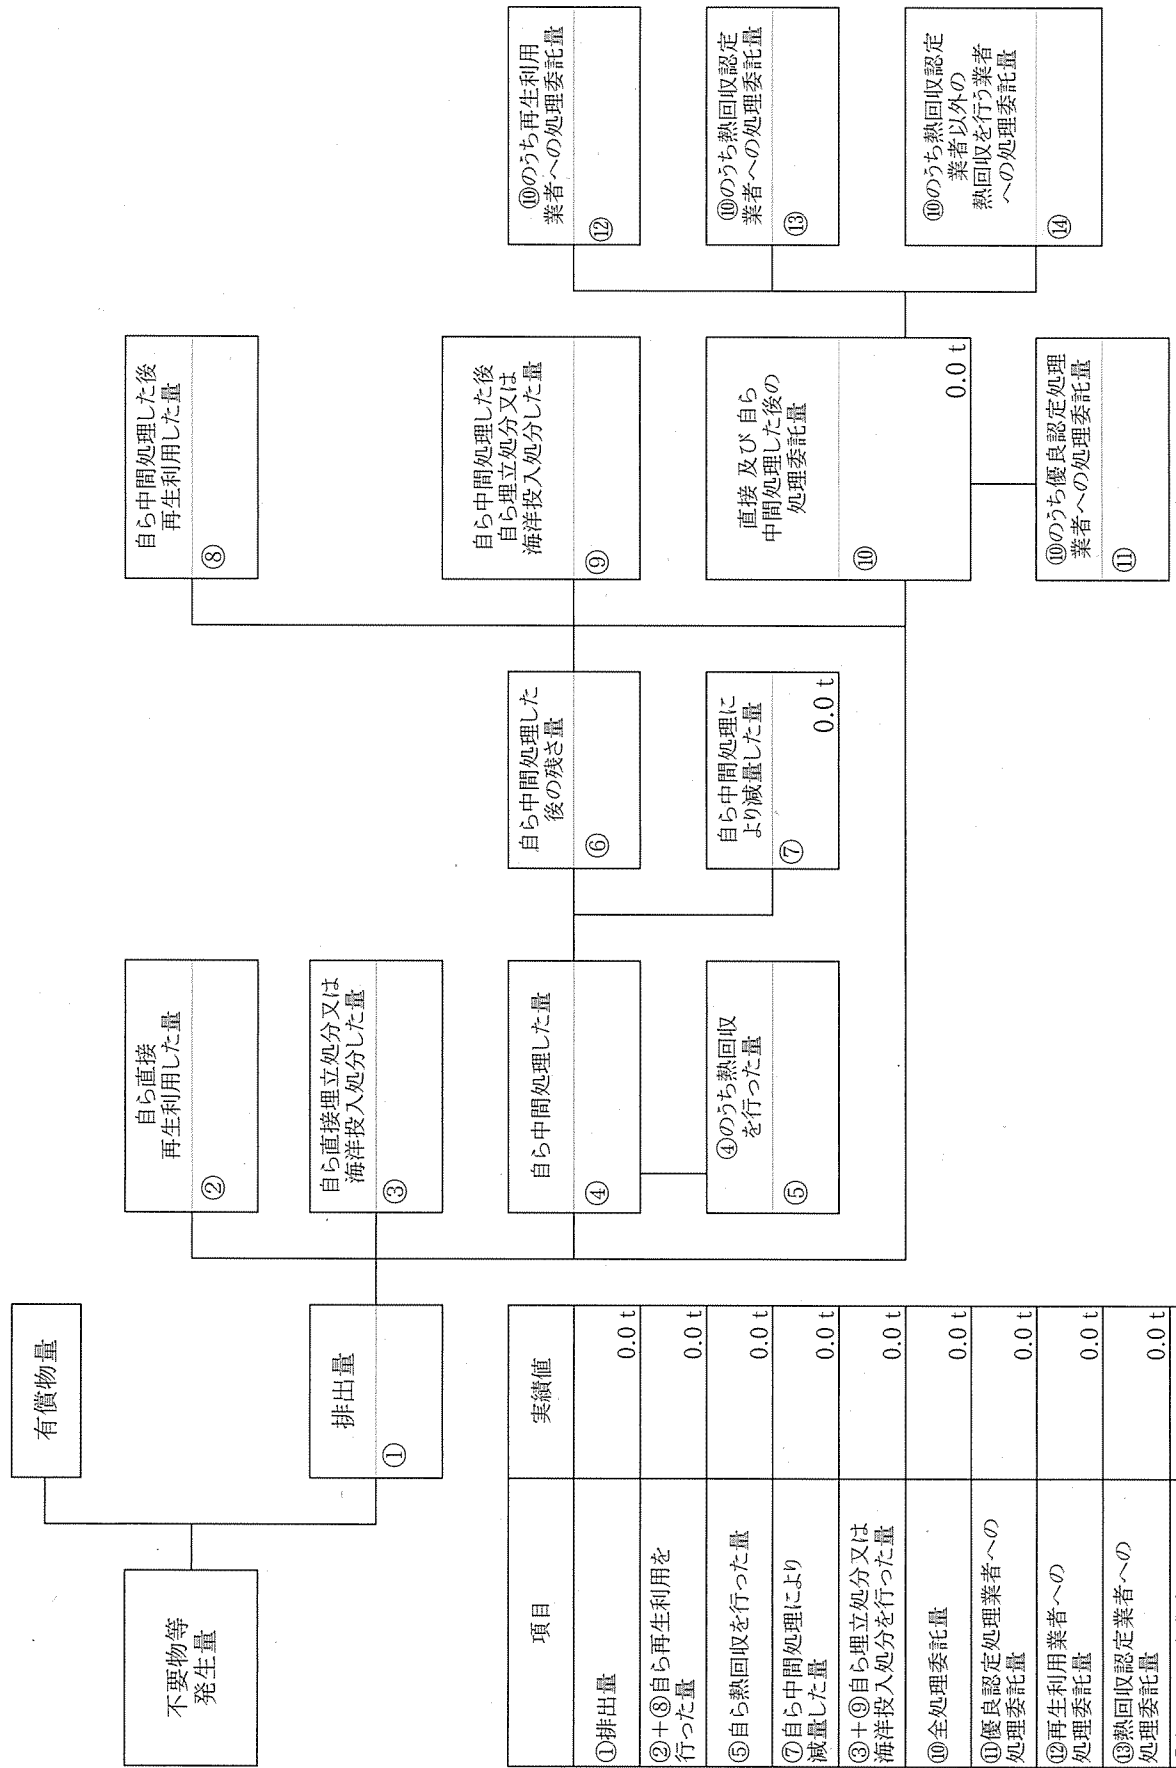 不要物等
発生量
有償物量
排出量
①
自ら直接
再生利用した量
②
自ら直接埋立処分又は
海洋投入処分した量
③
自ら中間処理した量
④
④のうち熱回収
を行った量
⑤
自ら中間処理した
後の残さ量
⑥
自ら中間処理に
より減量した量
⑦
0.0 t
自ら中間処理した後
再生利用した量
⑧
自ら中間処理した後
自ら埋立処分又は
海洋投入処分した量
⑨
直接 及び 自ら
中間処理した後の
処理委託量
⑩
0.0 t
⑩のうち優良認定処理
業者への処理委託量
⑪
⑩のうち再生利用
業者への処理委託量
⑫
⑩のうち熱回収認定
業者への処理委託量
⑬
⑩のうち熱回収認定
業者以外の
熱回収を行う業者
への処理委託量
⑭
項目 実績値
①排出量 0.0 t
②+⑧自ら再生利用を
行った量 0.0 t
⑤自ら熱回収を行った量 0.0 t
⑦自ら中間処理により
減量した量 0.0 t
③+⑨自ら埋立処分又は
海洋投入処分を行った量 0.0 t
⑩全処理委託量 0.0 t
⑪優良認定処理業者への
処理委託量 0.0 t
⑫再生利用業者への
処理委託量 0.0 t
⑬熱回収認定業者への
処理委託量 0.0 t